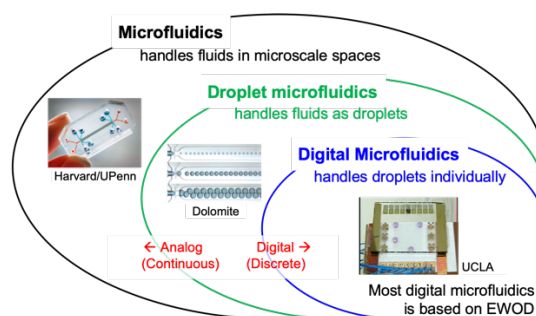 Microfluidics
handles fluids in microscale spaces
Droplet microfluidics
handles fluids as droplets
Digital Microfluidics
handles droplets individually
Harvard/UPenn
Dolomite
← Analog
(Continuous)
Digital →
(Discrete)
UCLA
Most digital microfluidics
is based on EWOD